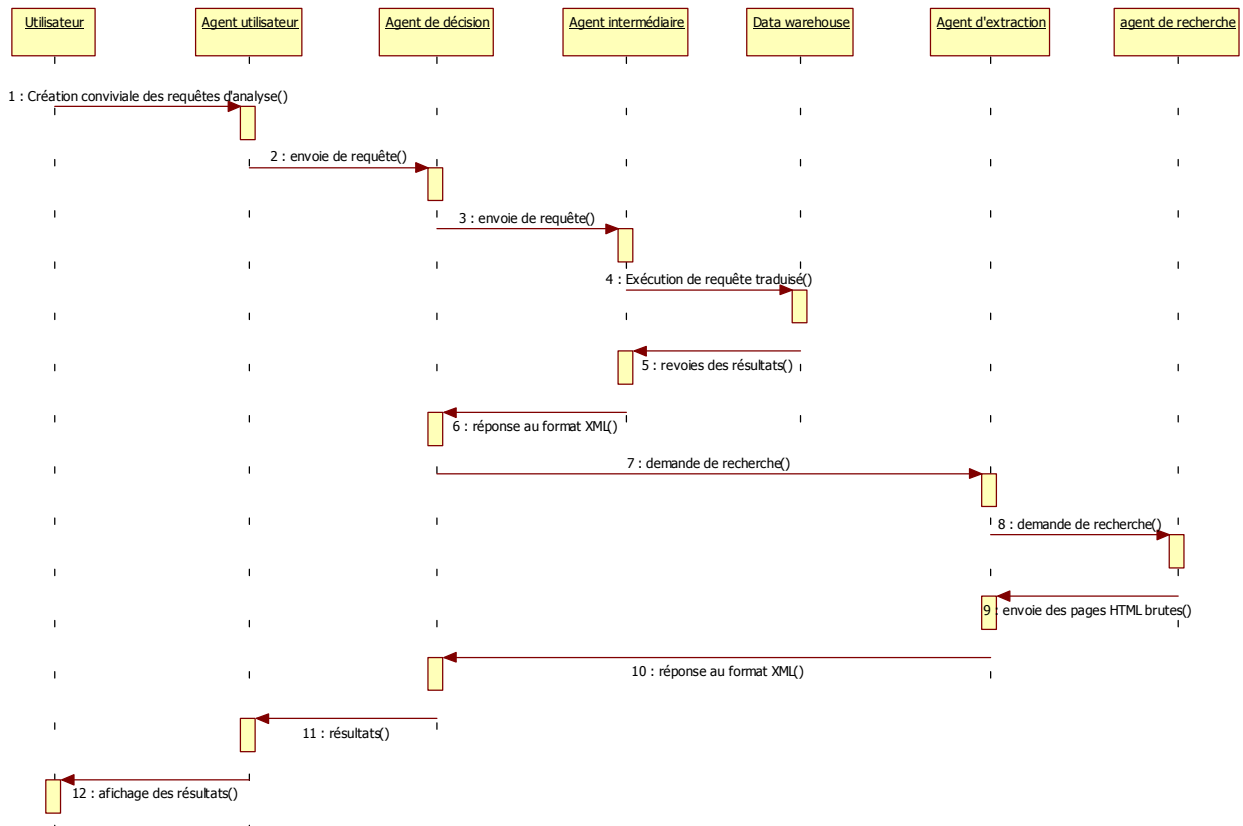 Utilisateur
Agent utilisateur
Agent de décision
Agent intermédiaire
Data warehouse
Agent d'extraction
agent de recherche
1 : Création conviviale des requêtes d'analyse()
2 : envoie de requête()
3 : envoie de requête()
4 : Exécution de requête traduisé()
5 : revoies des résultats()
6 : réponse au format XML()
7 : demande de recherche()
8 : demande de recherche()
9 : envoie des pages HTML brutes()
10 : réponse au format XML()
11 : résultats()
12 : afichage des résultats()